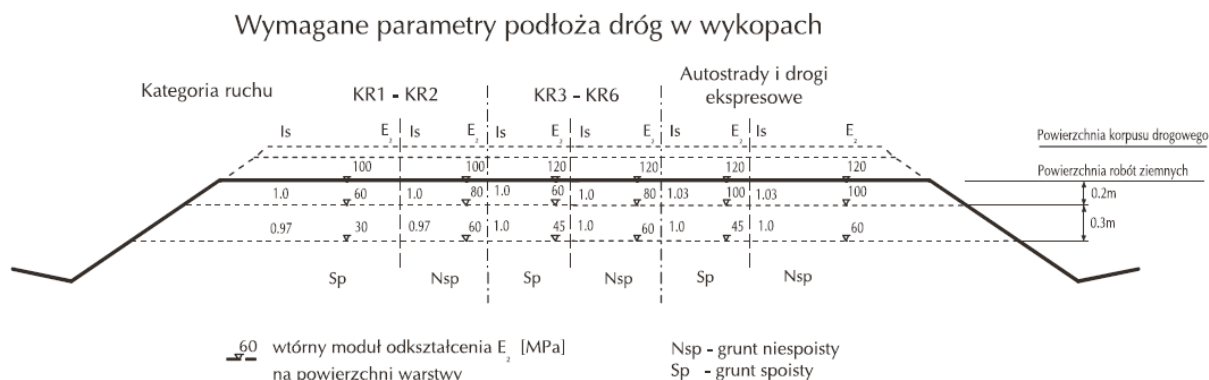 Wymagane parametry podłoża dróg w wykopach
Kategoria ruchu KR1 - KR2 KR3 - KR6 Autostrady i drogi
ekspresowe
Is E₂ Is E₂ Is E₂ Is E₂ Is E₂ Is E₂
Powierzchnia korpusu drogowego
100 100 120 120 120 120 Powierzchnia robót ziemnych
1.0 60 1.0 80 1.0 60 1.0 80 1.03 100 1.03 100 0.2m
0.97 30 0.97 60 1.0 45 1.0 60 1.0 45 1.0 60 0.3m
Sp Nsp Sp Nsp Sp Nsp
60 wtórny moduł odkształcenia E₂ [MPa]
na powierzchni warstwy
Nsp - grunt niespoisty
Sp - grunt spoisty